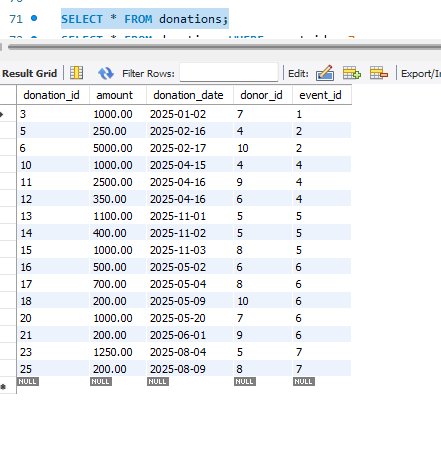 71 SELECT * FROM donations;
Result Grid Filter Rows: Edit: Export/Im
donation_id amount donation_date donor_id event_id
3 1000.00 2025-01-02 7 1
5 250.00 2025-02-16 4 2
6 5000.00 2025-02-17 10 2
10 1000.00 2025-04-15 4 4
11 2500.00 2025-04-16 9 4
12 350.00 2025-04-16 6 4
13 1100.00 2025-11-01 5 5
14 400.00 2025-11-02 5 5
15 1000.00 2025-11-03 8 5
16 500.00 2025-05-02 6 6
17 700.00 2025-05-04 8 6
18 200.00 2025-05-09 10 6
20 1000.00 2025-05-20 7 6
21 200.00 2025-06-01 9 6
23 1250.00 2025-08-04 5 7
25 200.00 2025-08-09 8 7
NULL NULL NULL NULL NULL